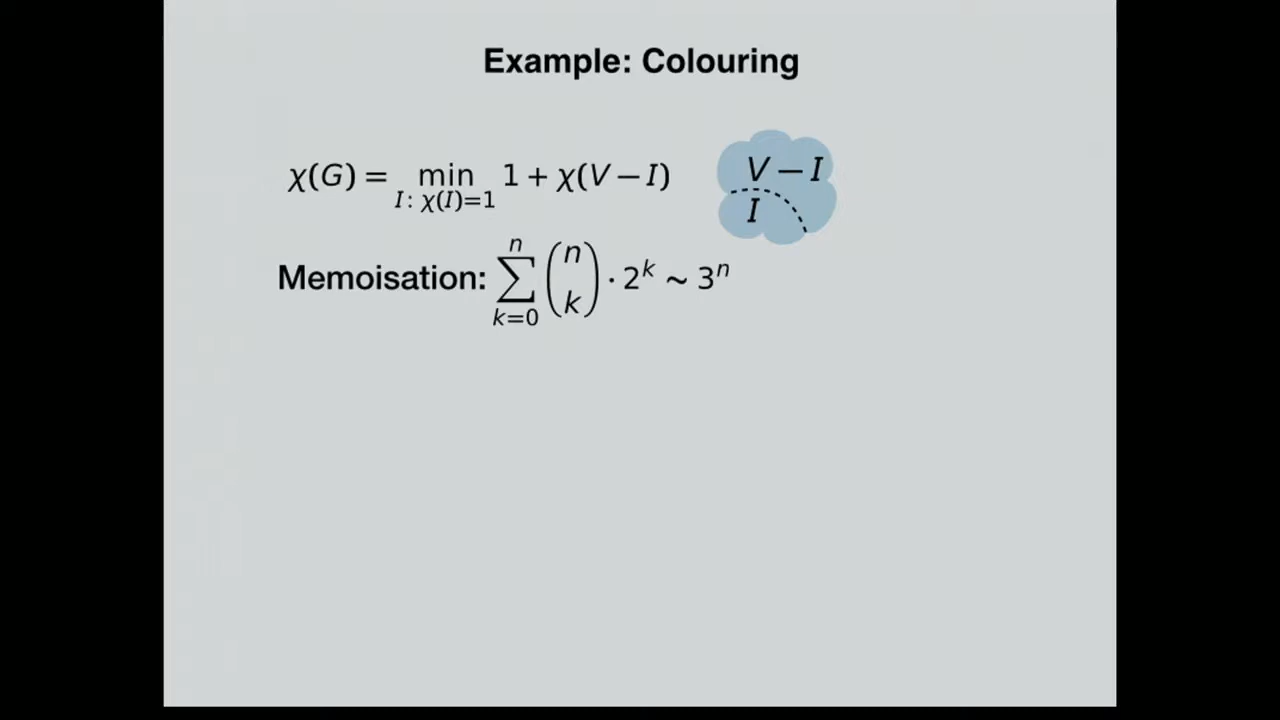 Example: Colouring
χ(G) = min 1 + χ(V − I)
I: χ(I)=1
V − I
I
Memoisation: ∑ (n k) · 2^k ~ 3^n
n
k=0